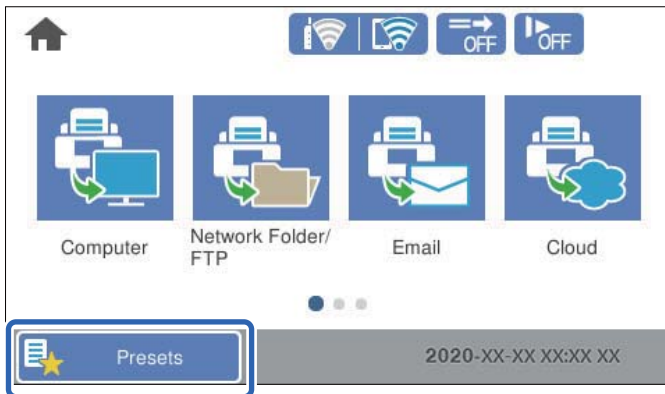 OFF
OFF
Computer
Network Folder/
FTP
Email
Cloud
Presets
2020-XX-XX XX:XX XX